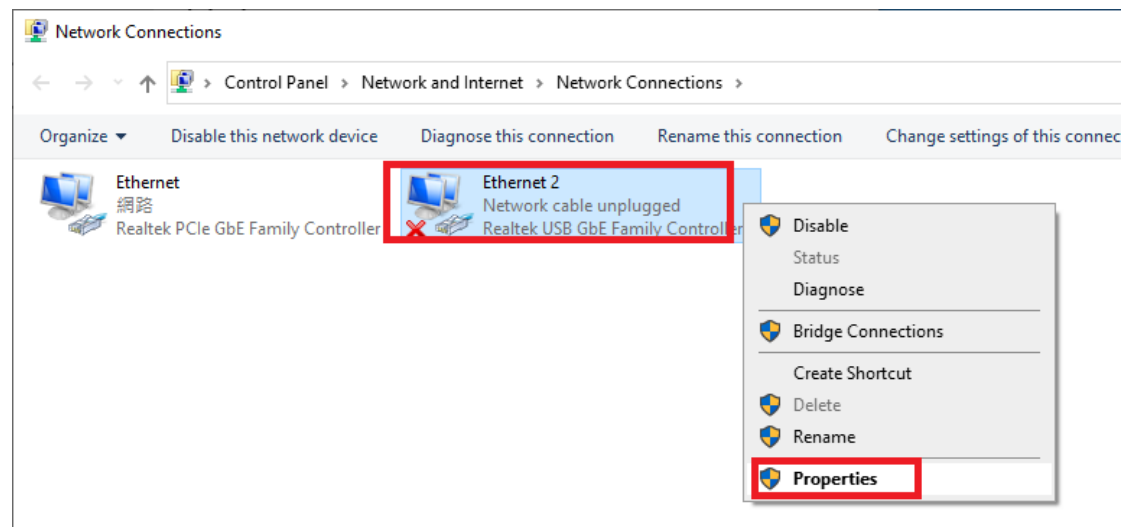 Network Connections
Control Panel > Network and Internet > Network Connections >
Organize Disable this network device Diagnose this connection Rename this connection Change settings of this connec
Ethernet
網路
Realtek PCIe GbE Family Controller
Ethernet 2
Network cable unplugged
Realtek USB GbE Family Controller
Disable
Status
Diagnose
Bridge Connections
Create Shortcut
Delete
Rename
Properties